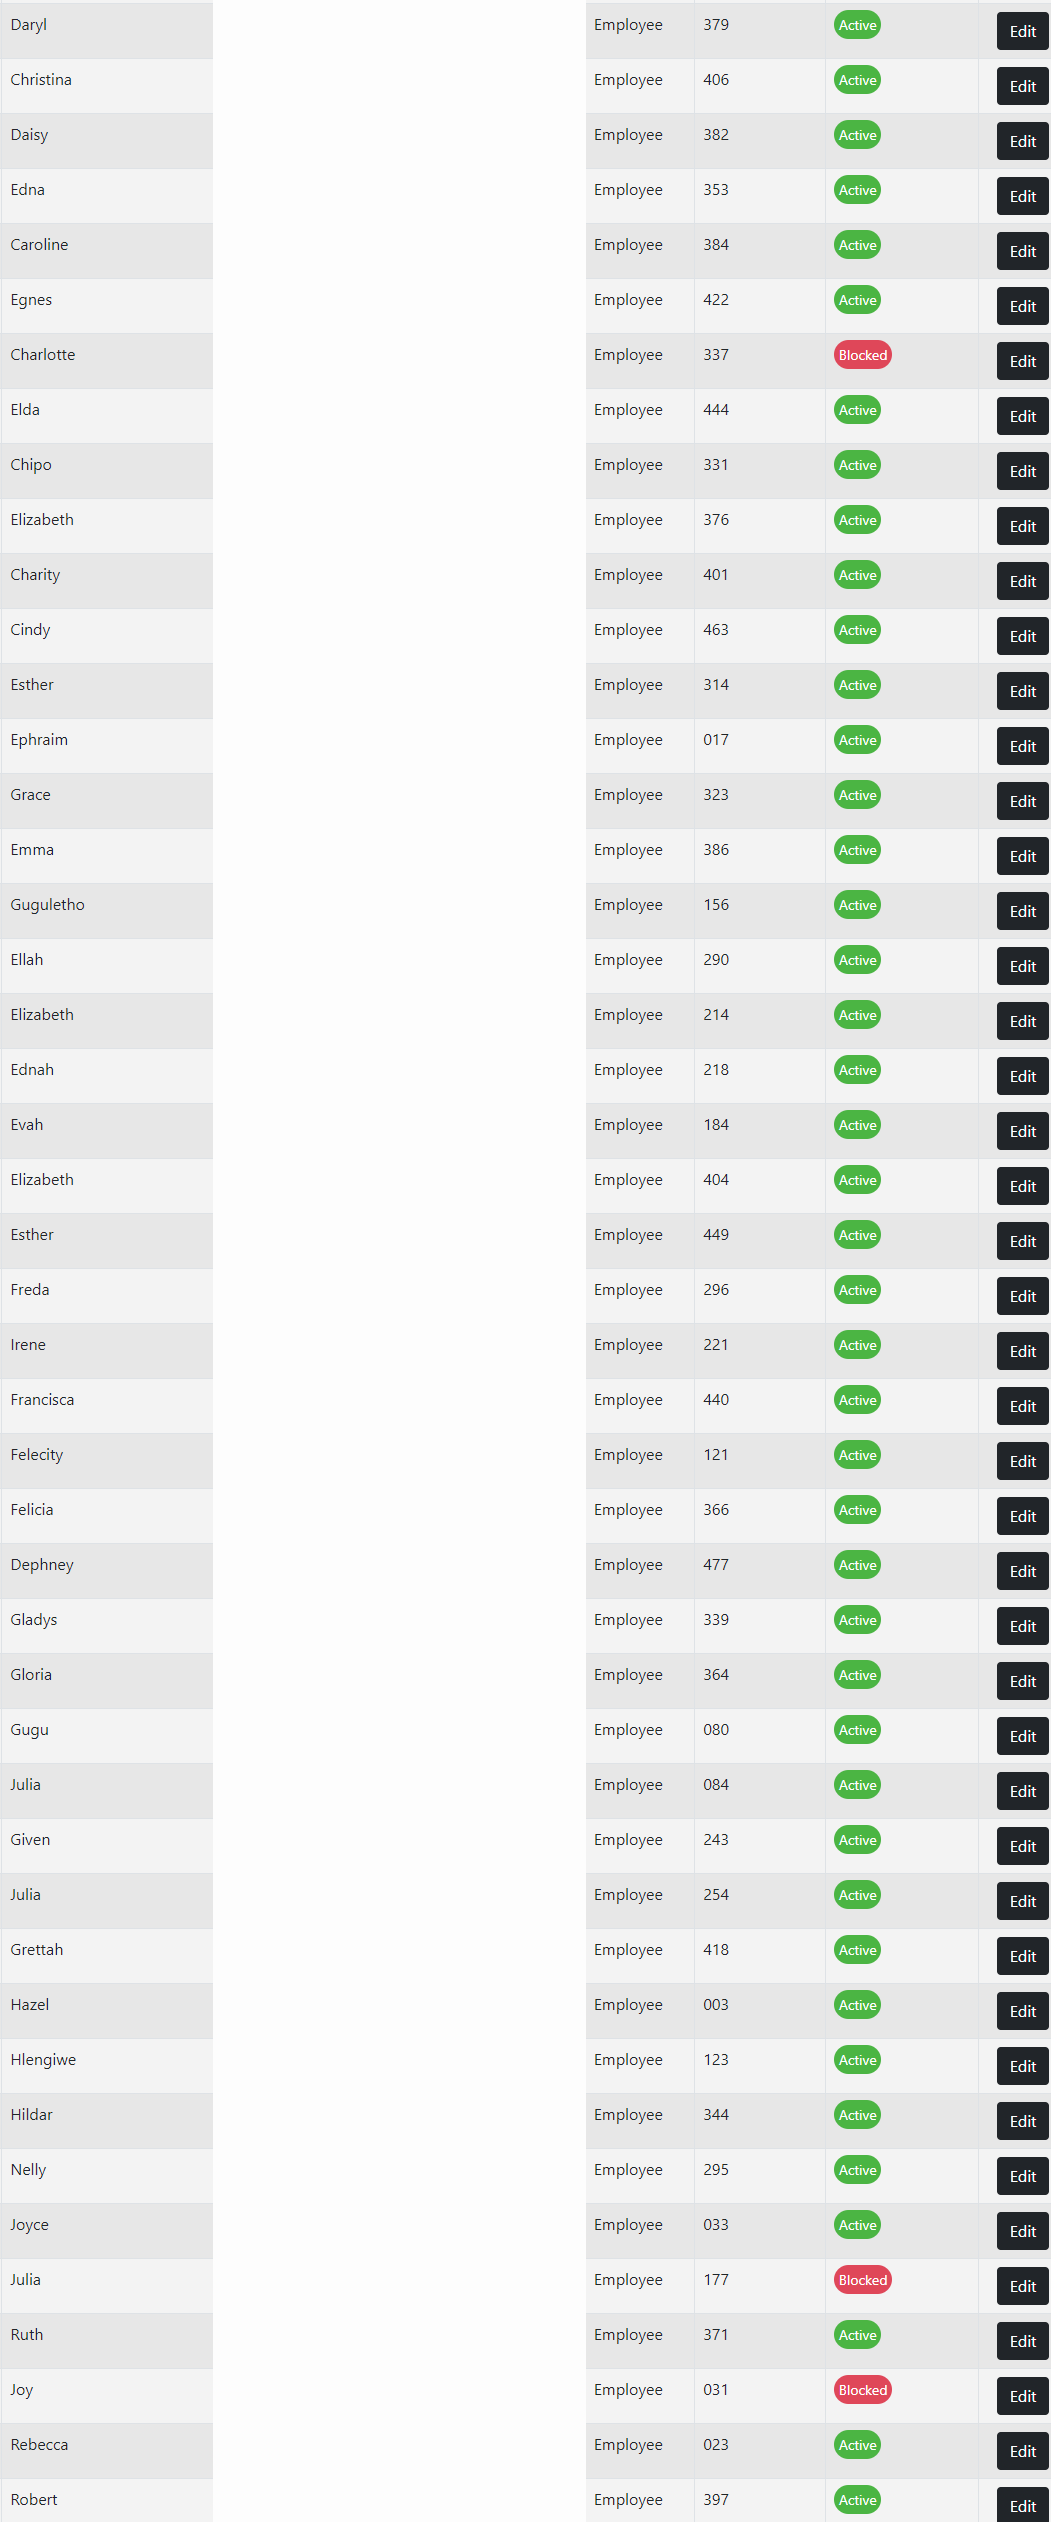 Daryl Employee 379 Active Edit
Christina Employee 406 Active Edit
Daisy Employee 382 Active Edit
Edna Employee 353 Active Edit
Caroline Employee 384 Active Edit
Egnes Employee 422 Active Edit
Charlotte Employee 337 Blocked Edit
Elda Employee 444 Active Edit
Chipo Employee 331 Active Edit
Elizabeth Employee 376 Active Edit
Charity Employee 401 Active Edit
Cindy Employee 463 Active Edit
Esther Employee 314 Active Edit
Ephraim Employee 017 Active Edit
Grace Employee 323 Active Edit
Emma Employee 386 Active Edit
Guguletho Employee 156 Active Edit
Ellah Employee 290 Active Edit
Elizabeth Employee 214 Active Edit
Ednah Employee 218 Active Edit
Evah Employee 184 Active Edit
Elizabeth Employee 404 Active Edit
Esther Employee 449 Active Edit
Freda Employee 296 Active Edit
Irene Employee 221 Active Edit
Francisca Employee 440 Active Edit
Felecity Employee 121 Active Edit
Felicia Employee 366 Active Edit
Dephney Employee 477 Active Edit
Gladys Employee 339 Active Edit
Gloria Employee 364 Active Edit
Gugu Employee 080 Active Edit
Julia Employee 084 Active Edit
Given Employee 243 Active Edit
Julia Employee 254 Active Edit
Grettah Employee 418 Active Edit
Hazel Employee 003 Active Edit
Hlengiwe Employee 123 Active Edit
Hildar Employee 344 Active Edit
Nelly Employee 295 Active Edit
Joyce Employee 033 Active Edit
Julia Employee 177 Blocked Edit
Ruth Employee 371 Active Edit
Joy Employee 031 Blocked Edit
Rebecca Employee 023 Active Edit
Robert Employee 397 Active Edit